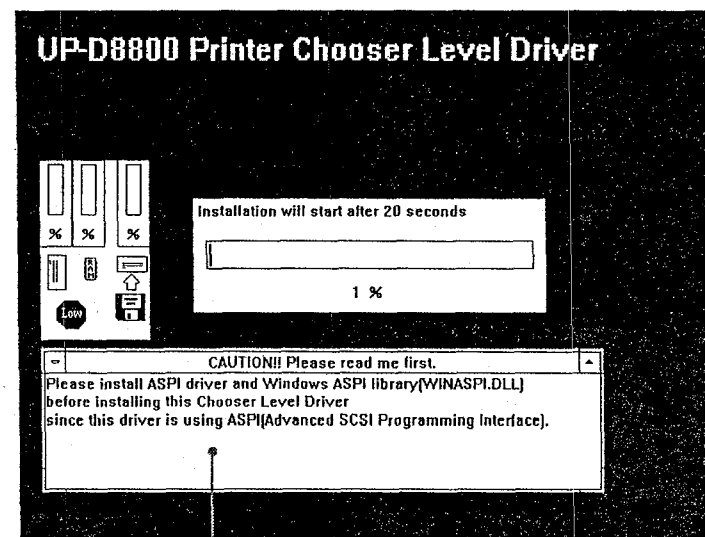 UP-D8800 Printer Chooser Level Driver
Installation will start after 20 seconds
% % %
RAM
1 %
Low
CAUTION!! Please read me first.
Please install ASPI driver and Windows ASPI library(WINASPI.DLL)
before installing this Chooser Level Driver
since this driver is using ASPI(Advanced SCSI Programming Interface).